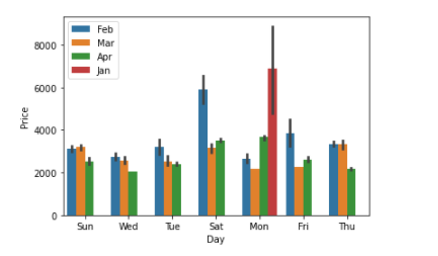 8000
6000
4000
2000
0
Price
Feb
Mar
Apr
Jan
Sun Wed Tue Sat Mon Fri Thu
Day